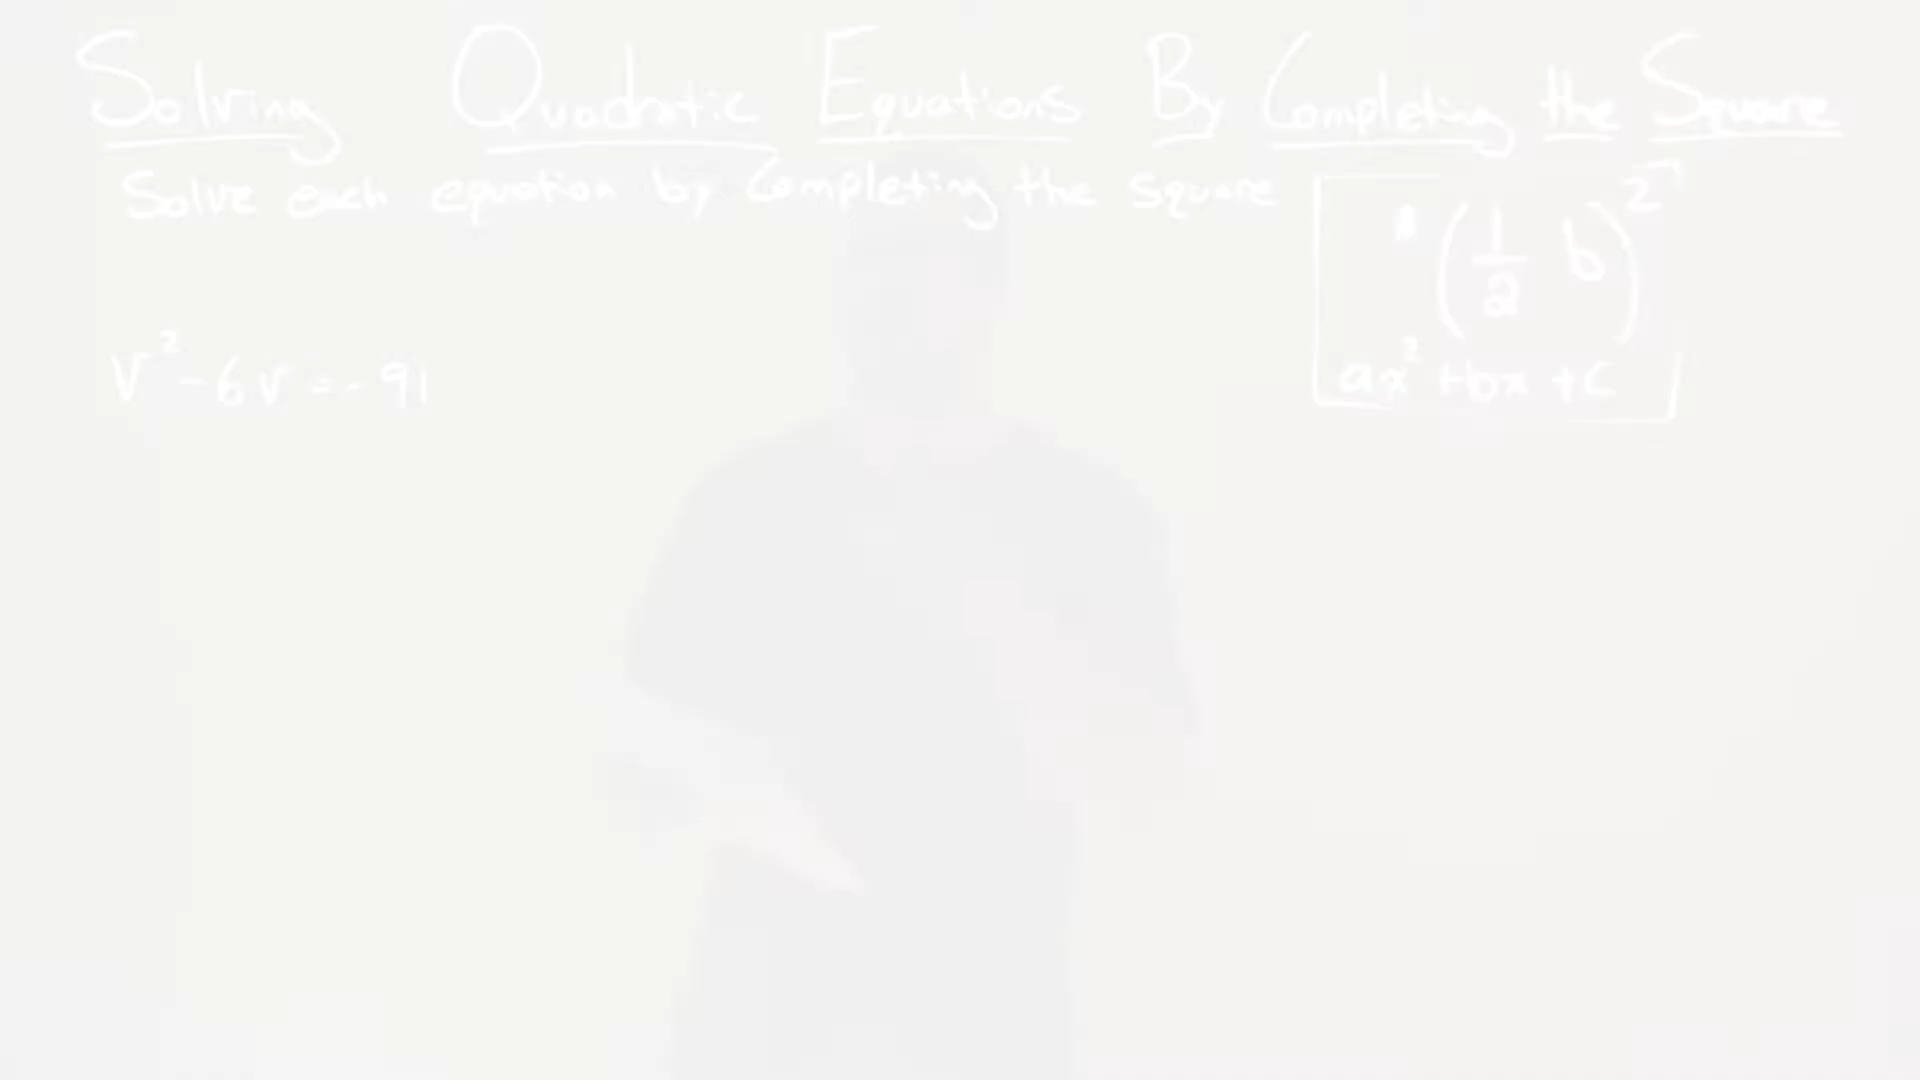 Solving Quadratic Equations By Completing the Square
Solve each equation by Completing the square
(1/2 b)²
ax² + bx + c
v² - 6v = - 91